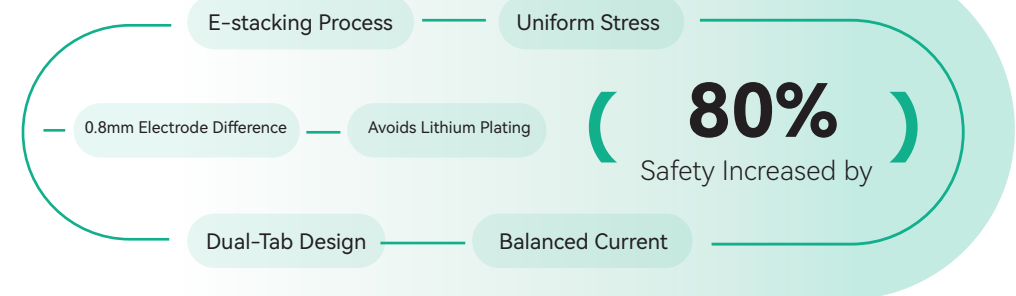 E-stacking Process
Uniform Stress
0.8mm Electrode Difference
Avoids Lithium Plating
80%
Safety Increased by
Dual-Tab Design
Balanced Current